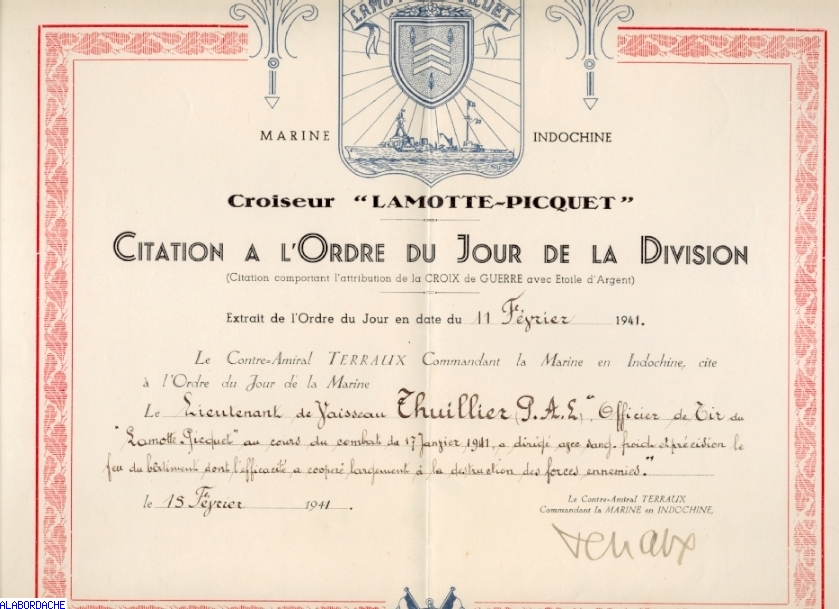 LAMOTTE-PICQUET
MARINE INDOCHINE
Croiseur "LAMOTTE-PICQUET"
CITATION A L'ORDRE DU JOUR DE LA DIVISION
(Citation comportant l'attribution de la CROIX de GUERRE avec Etoile d'Argent)
Extrait de l'Ordre du Jour en date du 11 Février 1941.
Le Contre-Amiral TERRAUX Commandant la Marine en Indochine, cite
à l'Ordre du Jour de la Marine
Le Lieutenant de Vaisseau Thuillier (P.A.L) "Officier de Tir du
"Lamotte-Picquet" au cours du combat du 17 Janvier 1941, a dirigé avec sang-froid et précision le
feu du bâtiment dont l'efficacité a coopéré largement à la destruction des forces ennemies."
le 15 Février 1941.
Le Contre-Amiral TERRAUX
Commandant la MARINE en INDOCHINE,
Terraux
ALABORDACHE